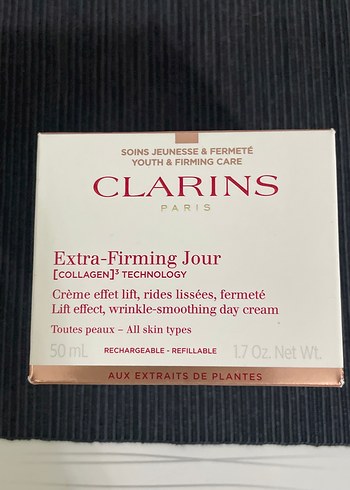 SOINS JEUNESSE & FERMETÉ
YOUTH & FIRMING CARE
CLARINS
PARIS
Extra-Firming Jour
[COLLAGEN]³ TECHNOLOGY
Crème effet lift, rides lissées, fermeté
Lift effect, wrinkle-smoothing day cream
Toutes peaux – All skin types
50 mL RECHARGEABLE - REFILLABLE 1.7 Oz. Net Wt.
AUX EXTRAITS DE PLANTES